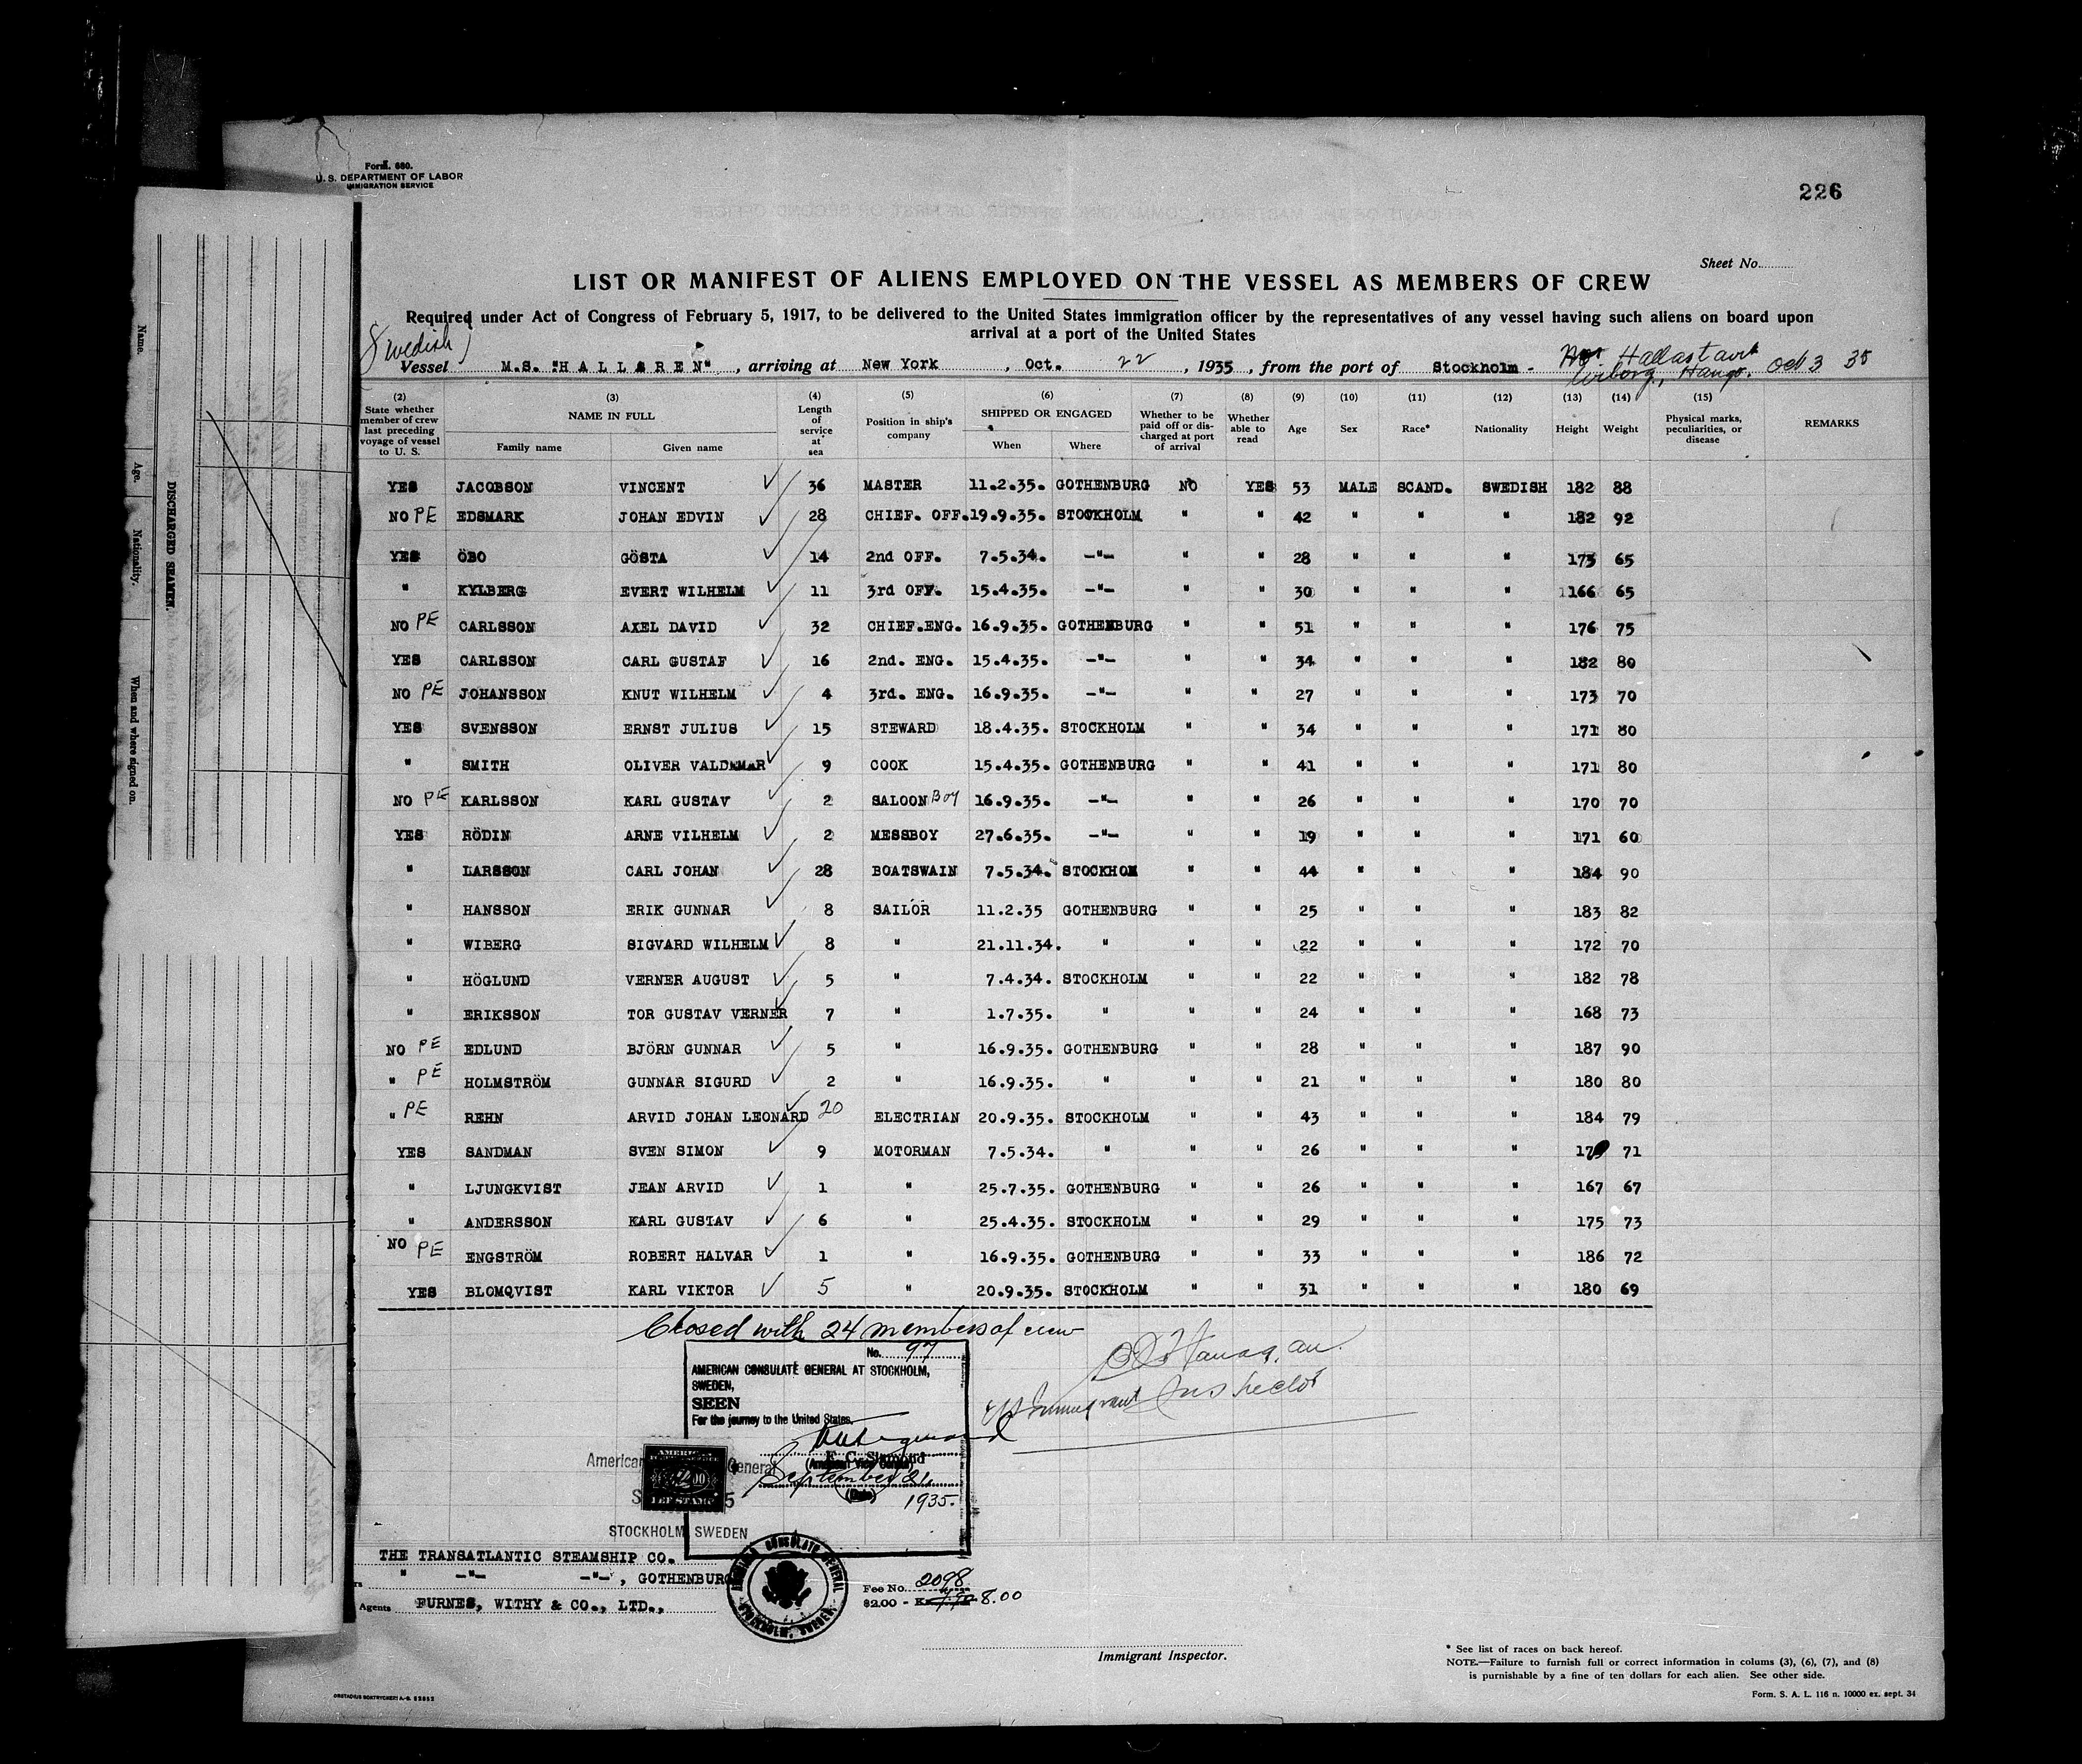 Form. 680.
U. S. DEPARTMENT OF LABOR
IMMIGRATION SERVICE
226
Sheet No.
LIST OR MANIFEST OF ALIENS EMPLOYED ON THE VESSEL AS MEMBERS OF CREW
Required under Act of Congress of February 5, 1917, to be delivered to the United States immigration officer by the representatives of any vessel having such aliens on board upon
arrival at a port of the United States
Swedish
Vessel M.S. "H A L L A R E N" , arriving at New York , Oct. 22 , 1935 , from the port of Stockholm - Hallastavik
Wiborg, Hango. Oct 3 35
(2) (3) (4) (5) (6) (7) (8) (9) (10) (11) (12) (13) (14) (15)
State whether member of crew last preceding voyage of vessel to U. S. NAME IN FULL Family name Given name Length of service at sea Position in ship's company SHIPPED OR ENGAGED When Where Whether to be paid off or discharged at port of arrival Whether able to read Age Sex Race* Nationality Height Weight Physical marks, peculiarities, or disease REMARKS
YES JACOBSON VINCENT 36 MASTER 11.2.35. GOTHENBURG NO YES 53 MALE SCAND. SWEDISH 182 88
NO PE EDSMARK JOHAN EDVIN 28 CHIEF. OFF. 19.9.35. STOCKHOLM " " 42 " " " 182 92
YES ÖBO GÖSTA 14 2nd OFF. 7.5.34. -"- " " 28 " " " 175 65
" KYLBERG EVERT WILHELM 11 3rd OFF. 15.4.35. -"- " " 30 " " " 166 65
NO PE CARLSSON AXEL DAVID 32 CHIEF.ENG. 16.9.35. GOTHENBURG " " 51 " " " 176 75
YES CARLSSON CARL GUSTAF 16 2nd. ENG. 15.4.35. -"- " " 34 " " " 182 80
NO PE JOHANSSON KNUT WILHELM 4 3rd. ENG. 16.9.35. -"- " " 27 " " " 173 70
YES SVENSSON ERNST JULIUS 15 STEWARD 18.4.35. STOCKHOLM " " 34 " " " 171 80
" SMITH OLIVER VALDEMAR 9 COOK 15.4.35. GOTHENBURG " " 41 " " " 171 80
NO PE KARLSSON KARL GUSTAV 2 SALOON Boy 16.9.35. -"- " " 26 " " " 170 70
YES RÖDIN ARNE VILHELM 2 MESSBOY 27.6.35. -"- " " 19 " " " 171 60
" LARSSON CARL JOHAN 28 BOATSWAIN 7.5.34. STOCKHOM " " 44 " " " 184 90
" HANSSON ERIK GUNNAR 8 SAILOR 11.2.35 GOTHENBURG " " 25 " " " 183 82
" WIBERG SIGVARD WILHELM 8 " 21.11.34. " " " 22 " " " 172 70
" HÖGLUND VERNER AUGUST 5 " 7.4.34. STOCKHOLM " " 22 " " " 182 78
" ERIKSSON TOR GUSTAV VERNER 7 " 1.7.35. " " " 24 " " " 168 73
NO PE EDLUND BJÖRN GUNNAR 5 " 16.9.35. GOTHENBURG " " 28 " " " 187 90
" PE HOLMSTRÖM GUNNAR SIGURD 2 " 16.9.35. " " " 21 " " " 180 80
" PE REHN ARVID JOHAN LEONARD 20 ELECTRIAN 20.9.35. STOCKHOLM " " 43 " " " 184 79
YES SANDMAN SVEN SIMON 9 MOTORMAN 7.5.34. " " " 26 " " " 71
" LJUNGKVIST JEAN ARVID 1 " 25.7.35. GOTHENBURG " " 26 " " " 167 67
" ANDERSSON KARL GUSTAV 6 " 25.4.35. STOCKHOLM " " 29 " " " 175 73
NO PE ENGSTRÖM ROBERT HALVAR 1 " 16.9.35. GOTHENBURG " " 33 " " " 186 72
YES BLOMQVIST KARL VIKTOR 5 " 20.9.35. STOCKHOLM " " 31 " " " 180 69
Closed with 24 members of crew
No. 97
AMERICAN CONSULATE GENERAL AT STOCKHOLM,
SWEDEN,
SEEN
For the journey to the United States.
(American Vice Consul)
September 21,
(Date) 1935.
Immigrant Inspector
American General
STOCKHOLM, SWEDEN
THE TRANSATLANTIC STEAMSHIP CO.
" -"- -"- , GOTHENBURG
Agents FURNES, WITHY & CO., LTD.,
AMERICAN CONSULATE GENERAL STOCKHOLM, SWEDEN.
Fee No. 2098
$2.00 - 8.00
Immigrant Inspector.
* See list of races on back hereof.
NOTE.—Failure to furnish full or correct information in colums (3), (6), (7), and (8)
is purnishable by a fine of ten dollars for each alien. See other side.
Form. S. A. L. 116 n. 10000 ex. sept. 34
Name.
Age.
Nationality.
When and where signed on.
DISCHARGED SEAMEN.